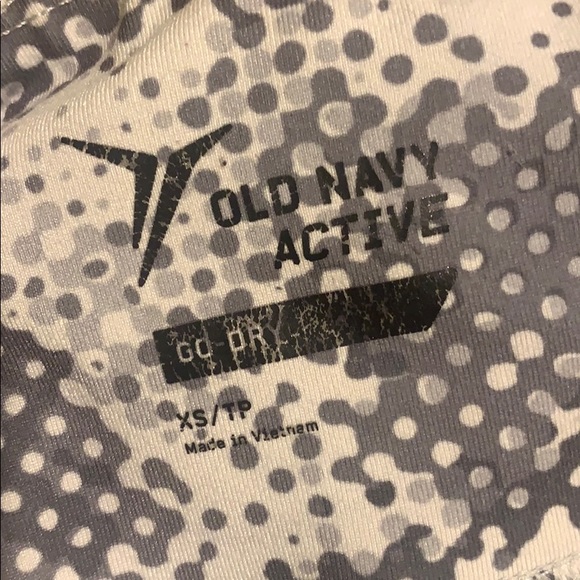 OLD NAVY
ACTIVE
GO-DRY
XS/TP
Made in Vietnam